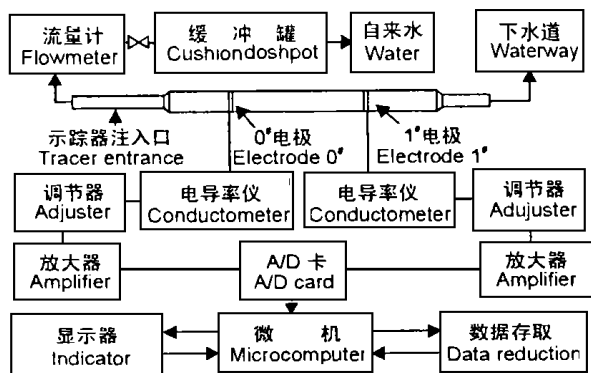 流量计
Flowmeter
缓冲罐
Cushiondoshpot
自来水
Water
下水道
Waterway
示踪器注入口
Tracer entrance
0#电极
Electrode 0#
1#电极
Electrode 1#
调节器
Adjuster
电导率仪
Conductometer
电导率仪
Conductometer
调节器
Adujuster
放大器
Amplifier
A/D 卡
A/D card
放大器
Amplifier
显示器
Indicator
微机
Microcomputer
数据存取
Data reduction